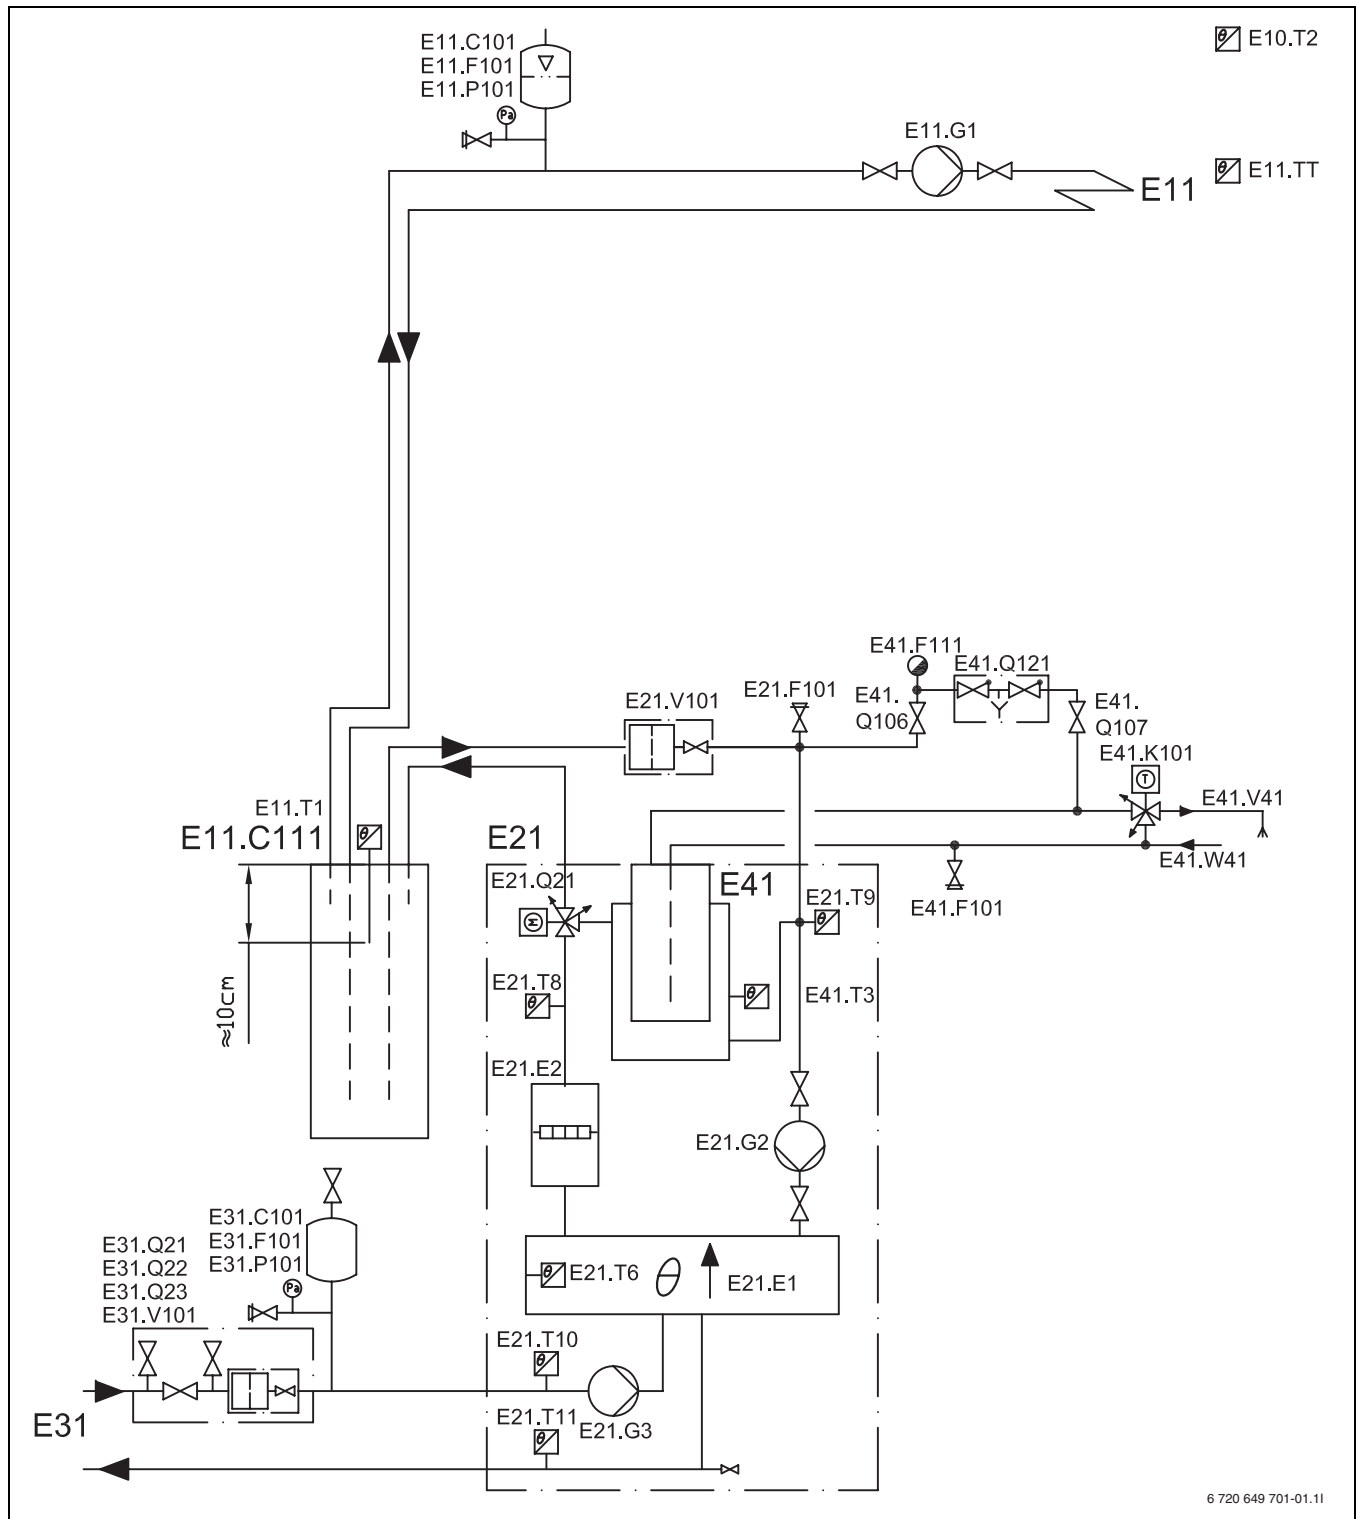 E11.C101
E11.F101
E11.P101
Pa
E11.G1
E11
θ E10.T2
θ E11.TT
E41.F111
E41.Q121
E21.V101
E21.F101
E41.
Q106
E41.
Q107
E41.K101
T
E41.V41
E41.W41
E41.F101
E11.T1
E11.C111
θ
E21
E21.Q21
M
E41
E21.T9
θ
E21.T8
θ
θ
E41.T3
≈10cm
E21.E2
E21.G2
E31.C101
E31.F101
E31.P101
Pa
E31.Q21
E31.Q22
E31.Q23
E31.V101
θ E21.T6
θ
E21.E1
E21.T10
θ
E21.G3
E21.T11
θ
E31
6 720 649 701-01.1I